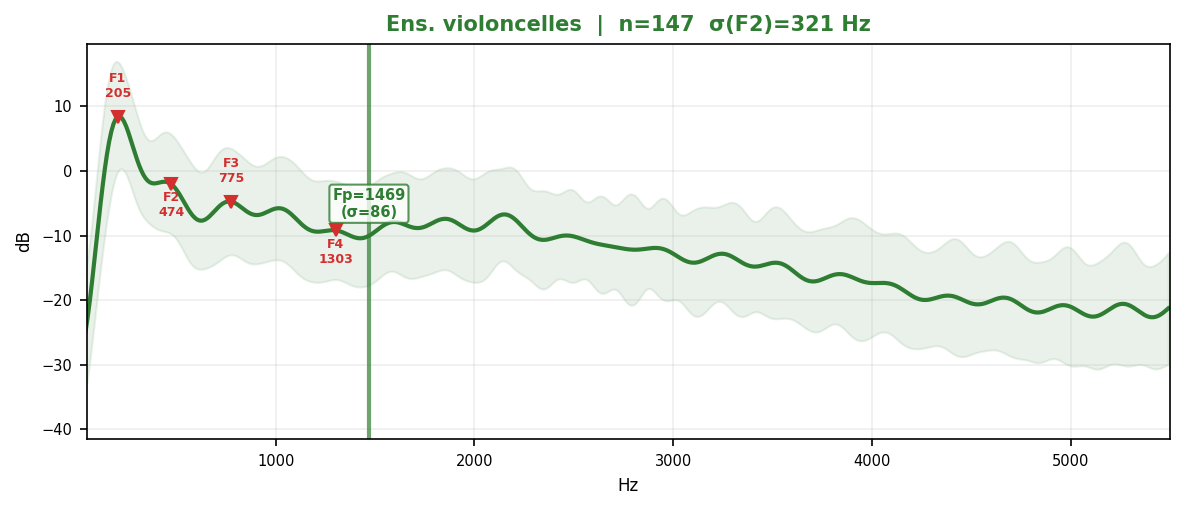 Ens. violoncelles | n=147 σ(F2)=321 Hz
dB
10
0
−10
−20
−30
−40
F1
205
F2
474
F3
775
F4
1303
Fp=1469
(σ=86)
1000
2000
3000
4000
5000
Hz